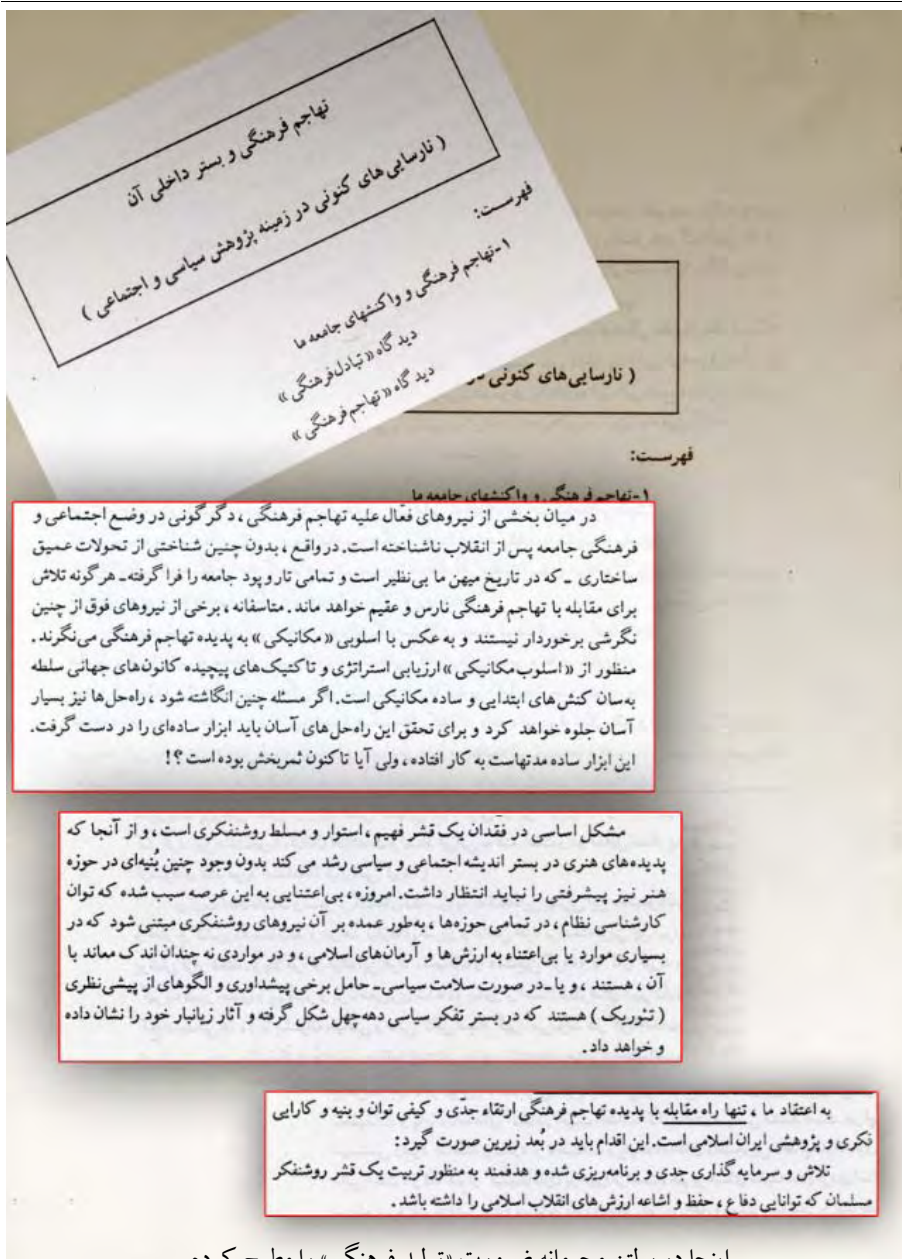 تهاجم فرهنگی و بستر داخلی آن
( نارسایی های کنونی در زمینه پژوهش سیاسی و اجتماعی )
فهرست:
۱-تهاجم فرهنگی و واکنشهای جامعه ما
دید گاه «تبادل فرهنگی»
دید گاه «تهاجم فرهنگی»
( نارسایی های کنونی در
فهرست:
۱-تهاجم فرهنگی و واکنشهای جامعه ما
در میان بخشی از نیروهای فعّال علیه تهاجم فرهنگی ، دگرگونی در وضع اجتماعی و
فرهنگی جامعه پس از انقلاب ناشناخته است. در واقع ، بدون چنین شناختی از تحولات عمیق
ساختاری ـ که در تاریخ میهن ما بی‌نظیر است و تمامی تار و پود جامعه را فرا گرفته ـ هر گونه تلاش
برای مقابله با تهاجم فرهنگی نارس و عقیم خواهد ماند . متاسفانه ، برخی از نیروهای فوق از چنین
نگرشی برخوردار نیستند و به عکس با اسلوبی « مکانیکی » به پدیده تهاجم فرهنگی می‌نگرند .
منظور از « اسلوب مکانیکی » ارزیابی استراتژی و تاکتیک های پیچیده کانون‌های جهانی سلطه
به‌سان کنش های ابتدایی و ساده مکانیکی است. اگر مسئله چنین انگاشته شود ، راه‌حل ها نیز بسیار
آسان جلوه خواهد کرد و برای تحقق این راه‌حل های آسان باید ابزار ساده‌ای را در دست گرفت.
این ابزار ساده مدتهاست به کار افتاده ، ولی آیا تاکنون ثمربخش بوده است ؟!
مشکل اساسی در فقدان یک قشر فهیم ، استوار و مسلط روشنفکری است ، و از آنجا که
پدیده‌های هنری در بستر اندیشه اجتماعی و سیاسی رشد می کند بدون وجود چنین بُنیه‌ای در حوزه
هنر نیز پیشرفتی را نباید انتظار داشت. امروزه ، بی‌اعتنایی به این عرصه سبب شده که توان
کارشناسی نظام ، در تمامی حوزه‌ها ، به‌طور عمده بر آن نیروهای روشنفکری مبتنی شود که در
بسیاری موارد یا بی‌اعتناء به ارزش‌ها و آرمان‌های اسلامی ، و در مواردی نه چندان اندک معاند با
آن ، هستند ، و یا ـ در صورت سلامت سیاسی ـ حامل برخی پیشداوری و الگوهای از پیشی نظری
( تئوریک ) هستند که در بستر تفکر سیاسی دهه چهل شکل گرفته و آثار زیانبار خود را نشان داده
و خواهد داد .
به اعتقاد ما ، تنها راه مقابله با پدیده تهاجم فرهنگی ارتقاء جدّی و کیفی توان و بنیه و کارایی
فکری و پژوهشی ایران اسلامی است. این اقدام باید در بُعد زیرین صورت گیرد :
تلاش و سرمایه گذاری جدی و برنامه‌ریزی شده و هدفمند به منظور تربیت یک قشر روشنفکر
مسلمان که توانایی دفاع ، حفظ و اشاعه ارزش های انقلاب اسلامی را داشته باشد .